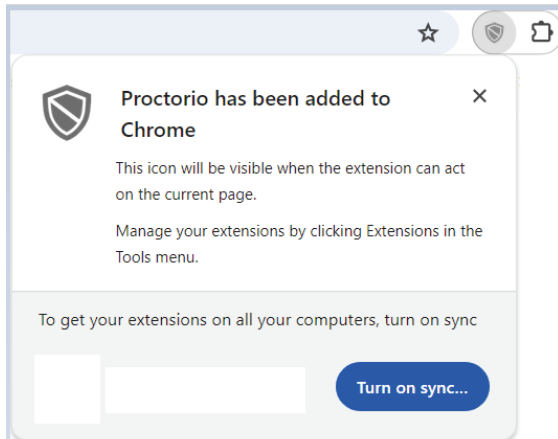 Proctorio has been added to
Chrome
This icon will be visible when the extension can act
on the current page.
Manage your extensions by clicking Extensions in the
Tools menu.
To get your extensions on all your computers, turn on sync
Turn on sync...